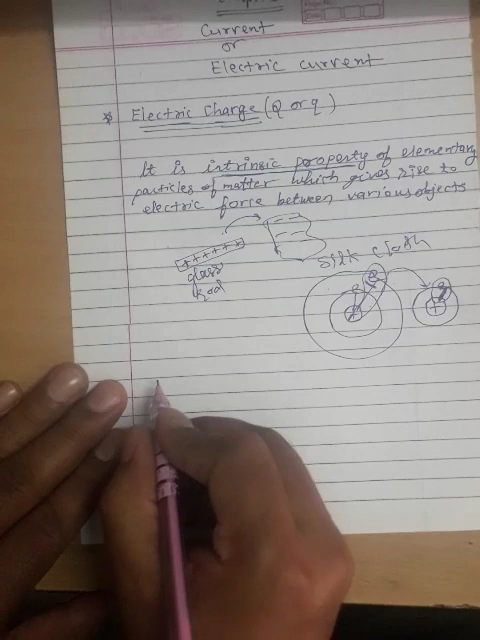 Current
or
Electric current
* Electric Charge (Q or q)
It is intrinsic property of elementary
particles of matter which gives rise to
electric force between various objects
+ + + + + +
glass
Rod
silk cloth
+
+